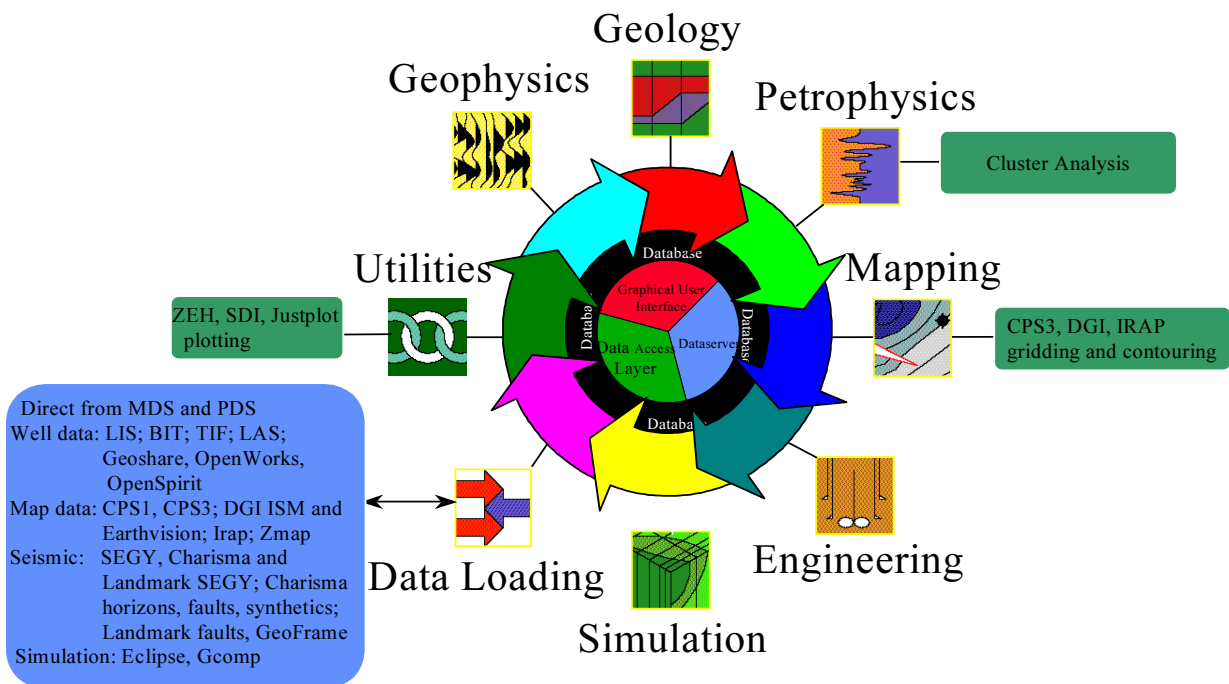 Geology
Geophysics
Petrophysics
Cluster Analysis
Database
Graphical User
Interface
Utilities
Mapping
ZEH, SDI, Justplot
plotting
Databa
Data Access
Layer
Dataserver
Database
CPS3, DGI, IRAP
gridding and contouring
Direct from MDS and PDS
Well data: LIS; BIT; TIF; LAS;
Geoshare, OpenWorks,
OpenSpirit
Map data: CPS1, CPS3; DGI ISM and
Earthvision; Irap; Zmap
Seismic: SEGY, Charisma and
Landmark SEGY; Charisma
horizons, faults, synthetics;
Landmark faults, GeoFrame
Simulation: Eclipse, Gcomp
Databa
Data Loading
Engineering
Simulation